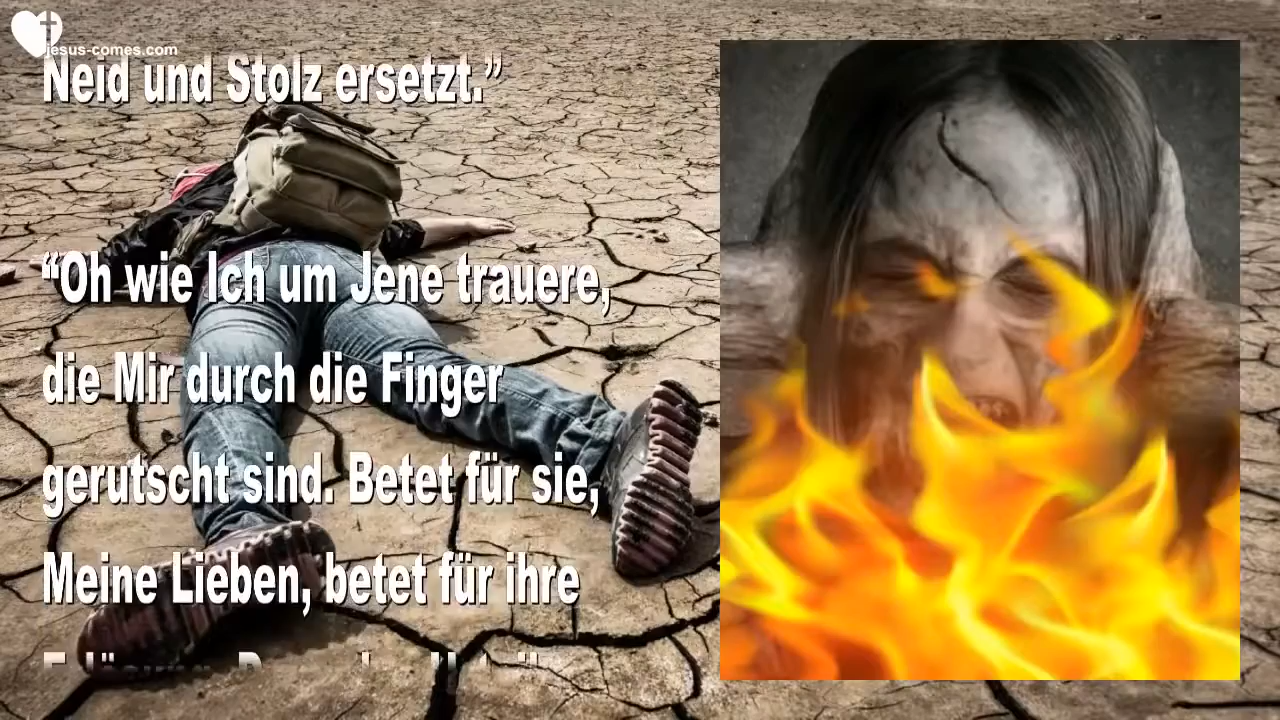 jesus-comes.com
Neid und Stolz ersetzt.”
“Oh wie Ich um Jene trauere,
die Mir durch die Finger
gerutscht sind. Betet für sie,
Meine Lieben, betet für ihre